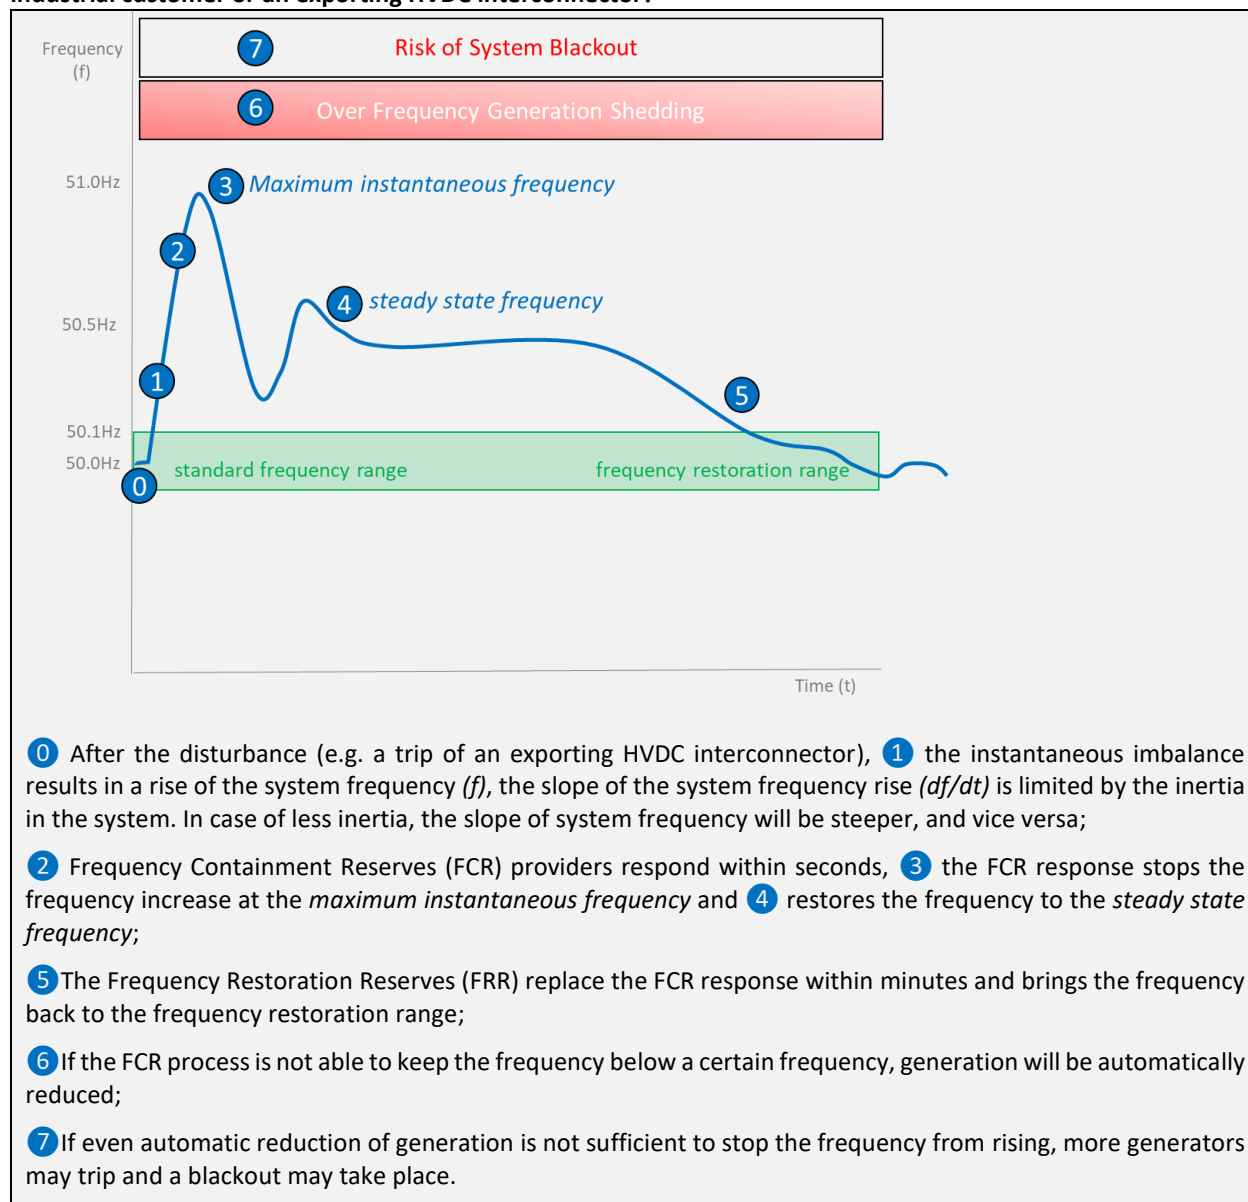 industrial customer or an exporting HVDC interconnector.
Frequency
(f)
7 Risk of System Blackout
6 Over Frequency Generation Shedding
51.0Hz
3 Maximum instantaneous frequency
2
4 steady state frequency
50.5Hz
1
5
50.1Hz
50.0Hz
standard frequency range frequency restoration range
0
Time (t)
0 After the disturbance (e.g. a trip of an exporting HVDC interconnector), 1 the instantaneous imbalance
results in a rise of the system frequency (f), the slope of the system frequency rise (df/dt) is limited by the inertia
in the system. In case of less inertia, the slope of system frequency will be steeper, and vice versa;
2 Frequency Containment Reserves (FCR) providers respond within seconds, 3 the FCR response stops the
frequency increase at the maximum instantaneous frequency and 4 restores the frequency to the steady state
frequency;
5 The Frequency Restoration Reserves (FRR) replace the FCR response within minutes and brings the frequency
back to the frequency restoration range;
6 If the FCR process is not able to keep the frequency below a certain frequency, generation will be automatically
reduced;
7 If even automatic reduction of generation is not sufficient to stop the frequency from rising, more generators
may trip and a blackout may take place.